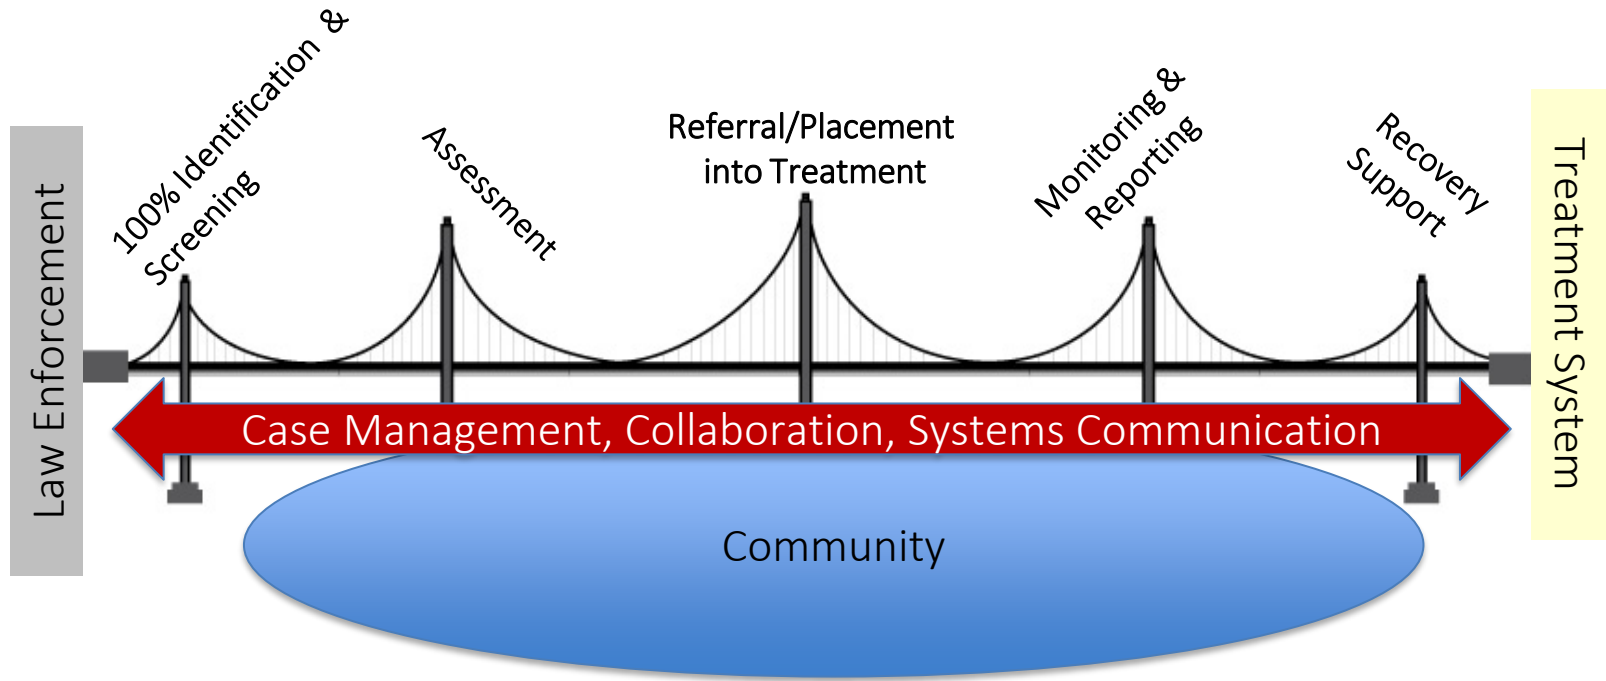 Law Enforcement
100% Identification &
Screening
Assessment
Referral/Placement
into Treatment
Monitoring &
Reporting
Recovery
Support
Treatment System
Case Management, Collaboration, Systems Communication
Community